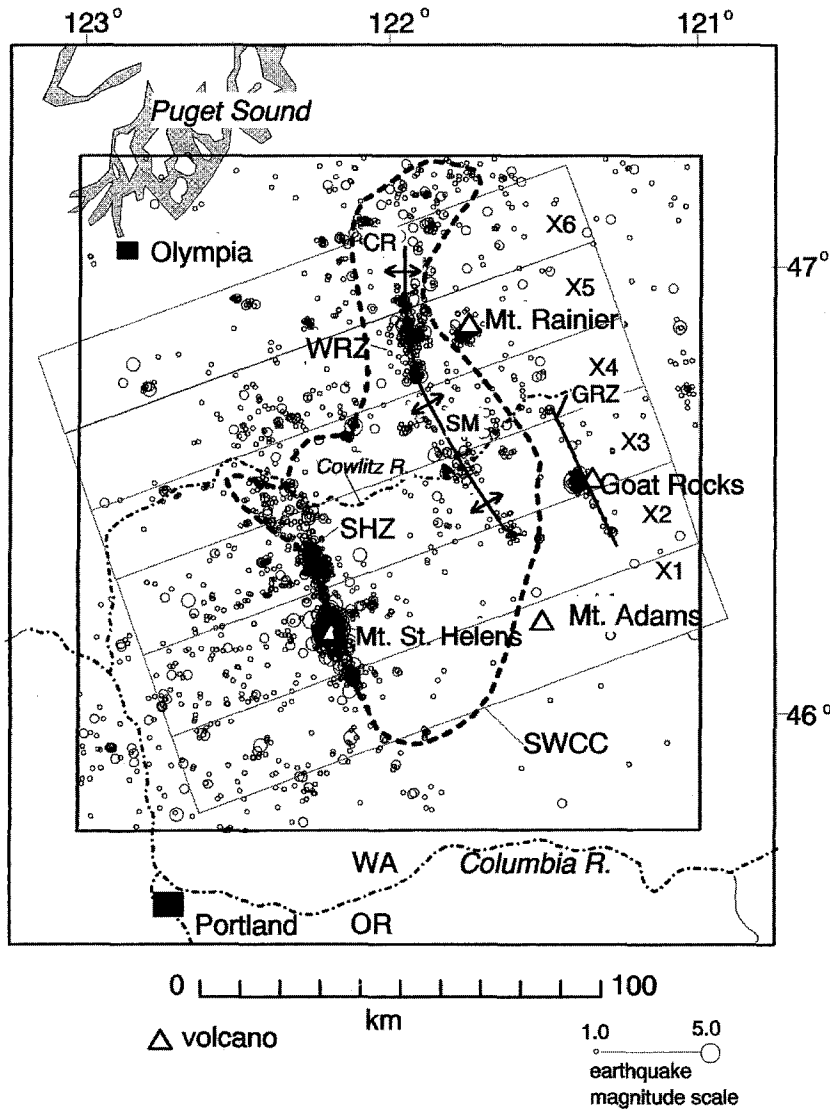 123° 122° 121°
Puget Sound
Olympia
CR
X6
47°
X5
Mt. Rainier
WRZ
X4
GRZ
SM
X3
Cowlitz R.
Goat Rocks
X2
SHZ
X1
Mt. Adams
Mt. St. Helens
46°
SWCC
WA Columbia R.
Portland OR
0 100
km
volcano
1.0 5.0
earthquake
magnitude scale